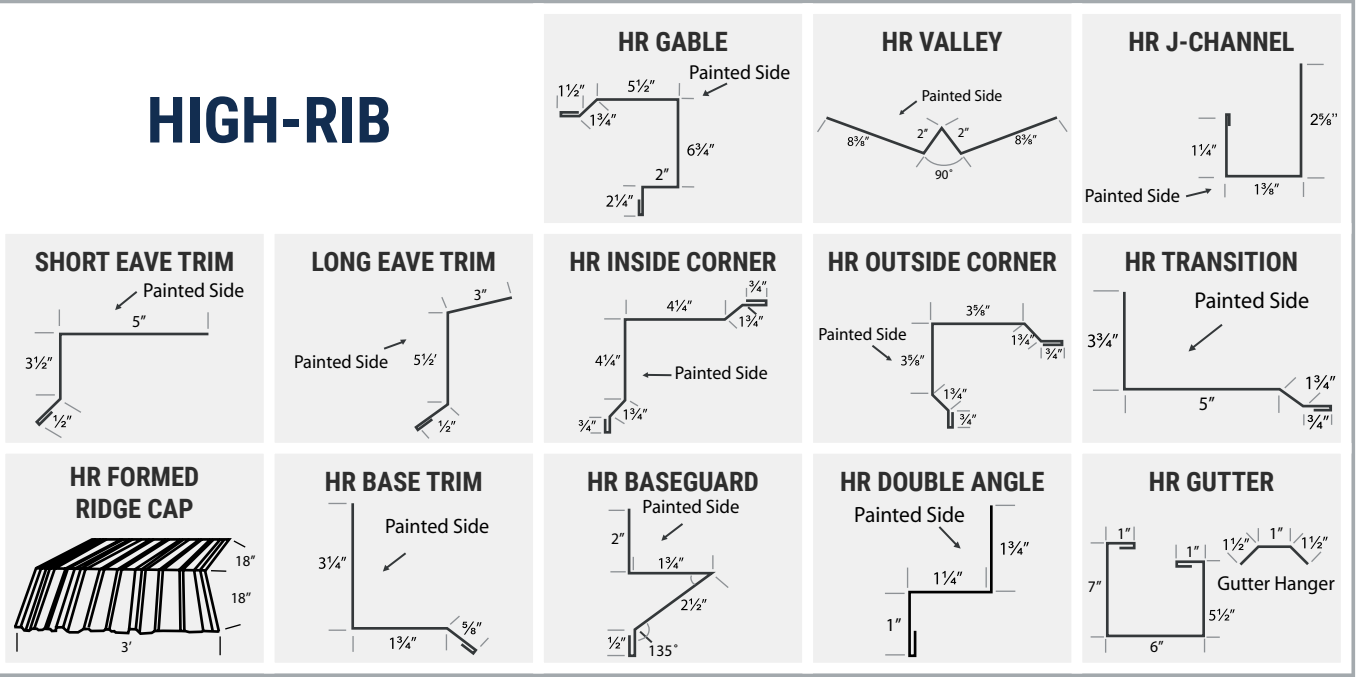 HIGH-RIB
HR GABLE
Painted Side
1½"
5½"
1¾"
6¾"
2"
2¼"
HR VALLEY
Painted Side
8⅜"
2"
2"
8⅜"
90°
HR J-CHANNEL
2⅝"
1¼"
Painted Side
1⅜"
SHORT EAVE TRIM
Painted Side
5"
3½"
½"
LONG EAVE TRIM
3"
Painted Side
5½'
½"
HR INSIDE CORNER
¾"
4¼"
1¾"
4¼"
Painted Side
1¾"
¾"
HR OUTSIDE CORNER
3⅝"
Painted Side
1¾"
¾"
3⅝"
1¾"
¾"
HR TRANSITION
Painted Side
3¾"
1¾"
5"
¾"
HR FORMED
RIDGE CAP
18"
18"
3'
HR BASE TRIM
Painted Side
3¼"
⅝"
1¾"
HR BASEGUARD
Painted Side
2"
1¾"
2½"
½"
135°
HR DOUBLE ANGLE
Painted Side
1¾"
1¼"
1"
HR GUTTER
1"
1"
1½"
1"
1½"
Gutter Hanger
7"
5½"
6"